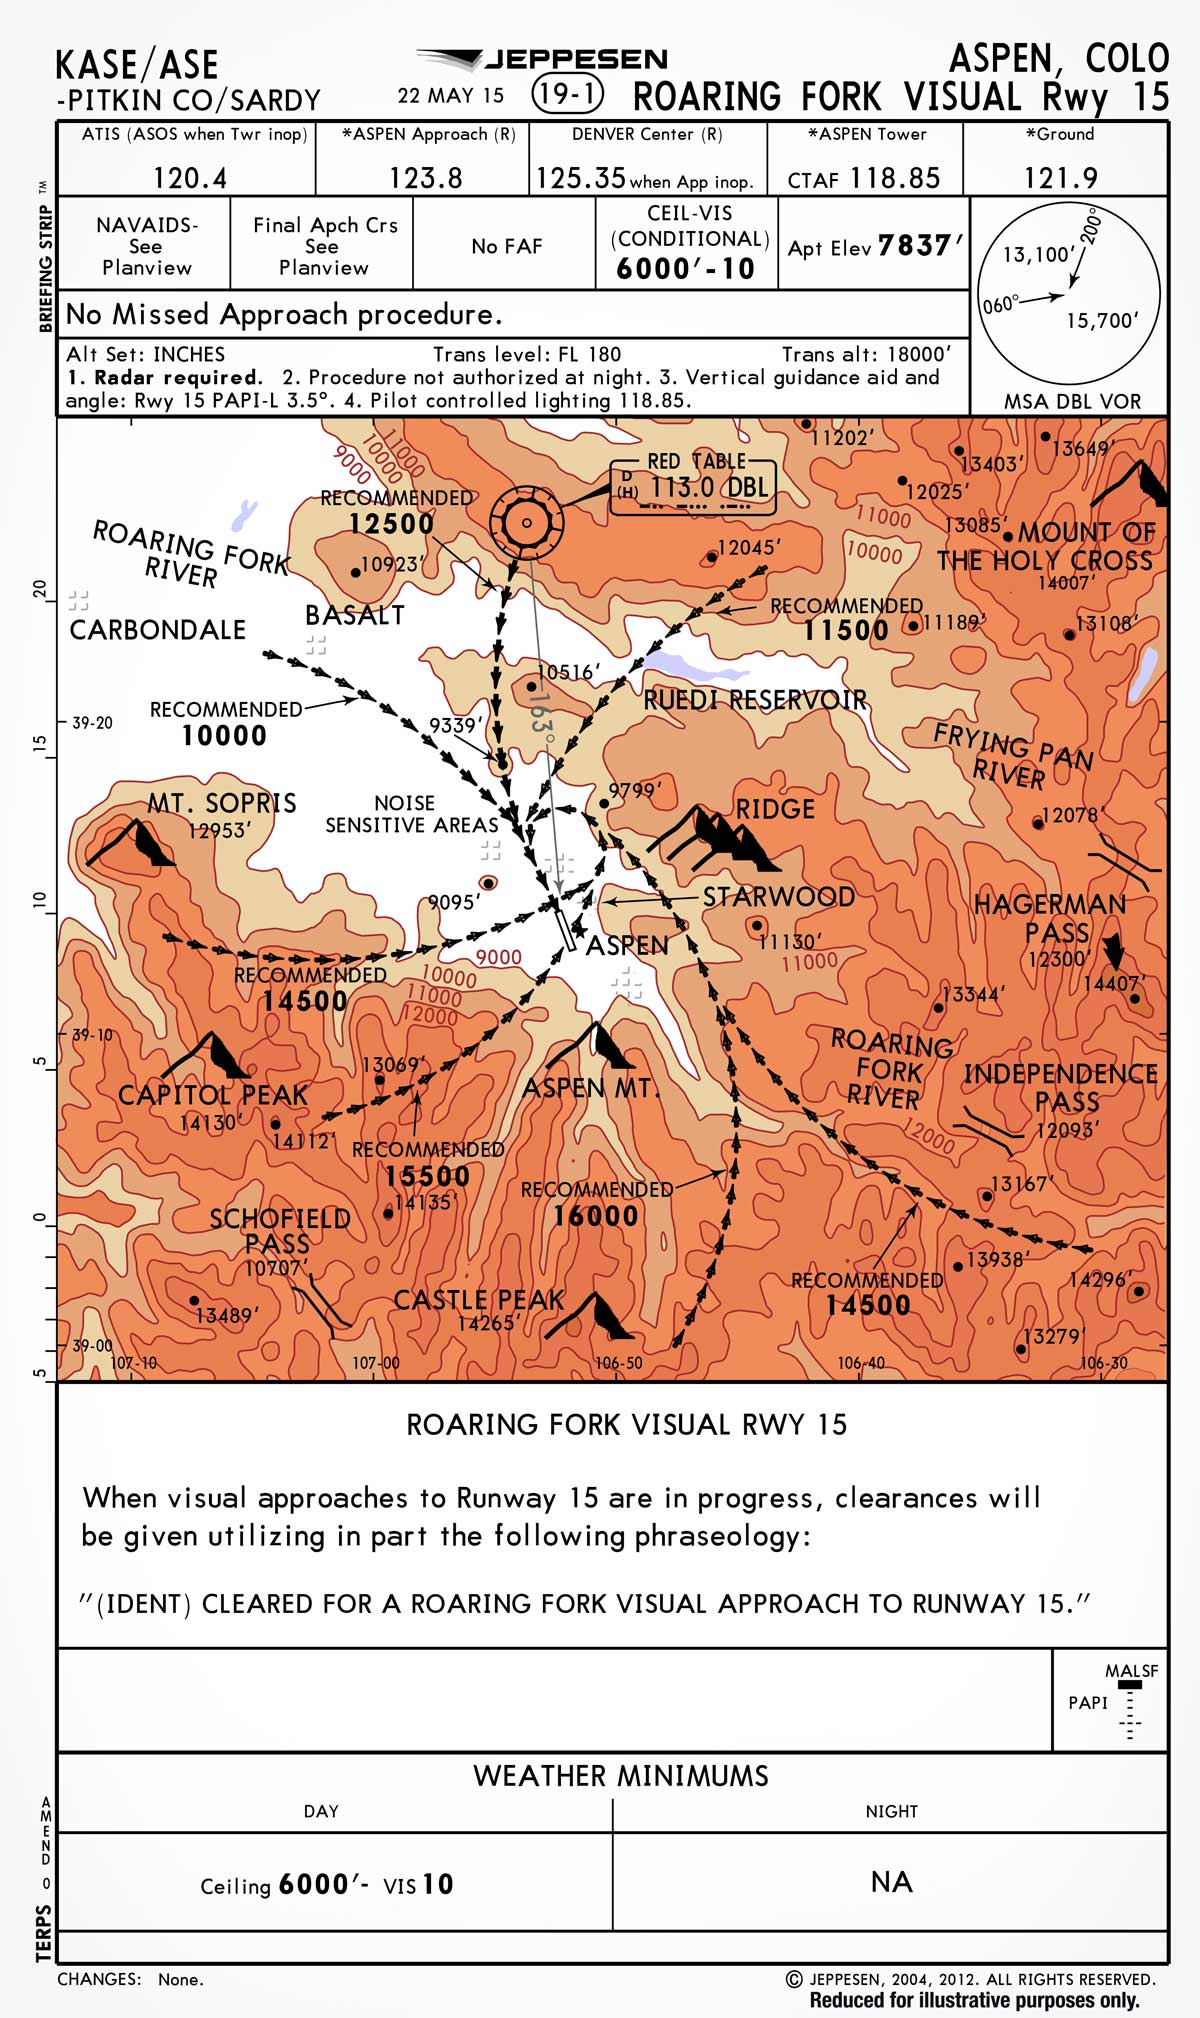 KASE/ASE
-PITKIN CO/SARDY
JEPPESEN
22 MAY 15
19-1
ASPEN, COLO
ROARING FORK VISUAL Rwy 15
BRIEFING STRIP ™
ATIS (ASOS when Twr inop)
120.4
*ASPEN Approach (R)
123.8
DENVER Center (R)
125.35 when App inop.
*ASPEN Tower
CTAF 118.85
*Ground
121.9
NAVAIDS-
See
Planview
Final Apch Crs
See
Planview
No FAF
CEIL-VIS
(CONDITIONAL)
6000'-10
Apt Elev 7837'
200°
13,100'
060°
15,700'
MSA DBL VOR
No Missed Approach procedure.
Alt Set: INCHES
Trans level: FL 180
Trans alt: 18000'
1. Radar required. 2. Procedure not authorized at night. 3. Vertical guidance aid and
angle: Rwy 15 PAPI-L 3.5°. 4. Pilot controlled lighting 118.85.
9000
10000
11000
RED TABLE
D
(H)
113.0 DBL
11202'
13649'
13403'
12025'
11000
13085'
MOUNT OF
THE HOLY CROSS
14007'
10000
RECOMMENDED
12500
ROARING FORK
RIVER
10923'
12045'
20
CARBONDALE
BASALT
RECOMMENDED
11500
11189'
13108'
10516'
RUEDI RESERVOIR
RECOMMENDED
10000
39-20
9339'
163°
FRYING PAN
RIVER
15
MT. SOPRIS
12953'
NOISE
SENSITIVE AREAS
9799'
RIDGE
12078'
9095'
STARWOOD
HAGERMAN
PASS
12300'
10
ASPEN
11130'
11000
9000
10000
11000
12000
RECOMMENDED
14500
14407'
13344'
39-10
ROARING
FORK
RIVER
5
13069'
CAPITOL PEAK
14130'
ASPEN MT.
INDEPENDENCE
PASS
12093'
14112'
12000
RECOMMENDED
15500
14135'
RECOMMENDED
16000
13167'
0
SCHOFIELD
PASS
10707'
13938'
RECOMMENDED
14500
14296'
13489'
CASTLE PEAK
14265'
13279'
39-00
5
107-10
107-00
106-50
106-40
106-30
ROARING FORK VISUAL RWY 15
When visual approaches to Runway 15 are in progress, clearances will
be given utilizing in part the following phraseology:
"(IDENT) CLEARED FOR A ROARING FORK VISUAL APPROACH TO RUNWAY 15."
MALSF
PAPI
WEATHER MINIMUMS
DAY
NIGHT
Ceiling 6000'- VIS 10
NA
TERPS AMEND 0
CHANGES: None.
© JEPPESEN, 2004, 2012. ALL RIGHTS RESERVED.
Reduced for illustrative purposes only.